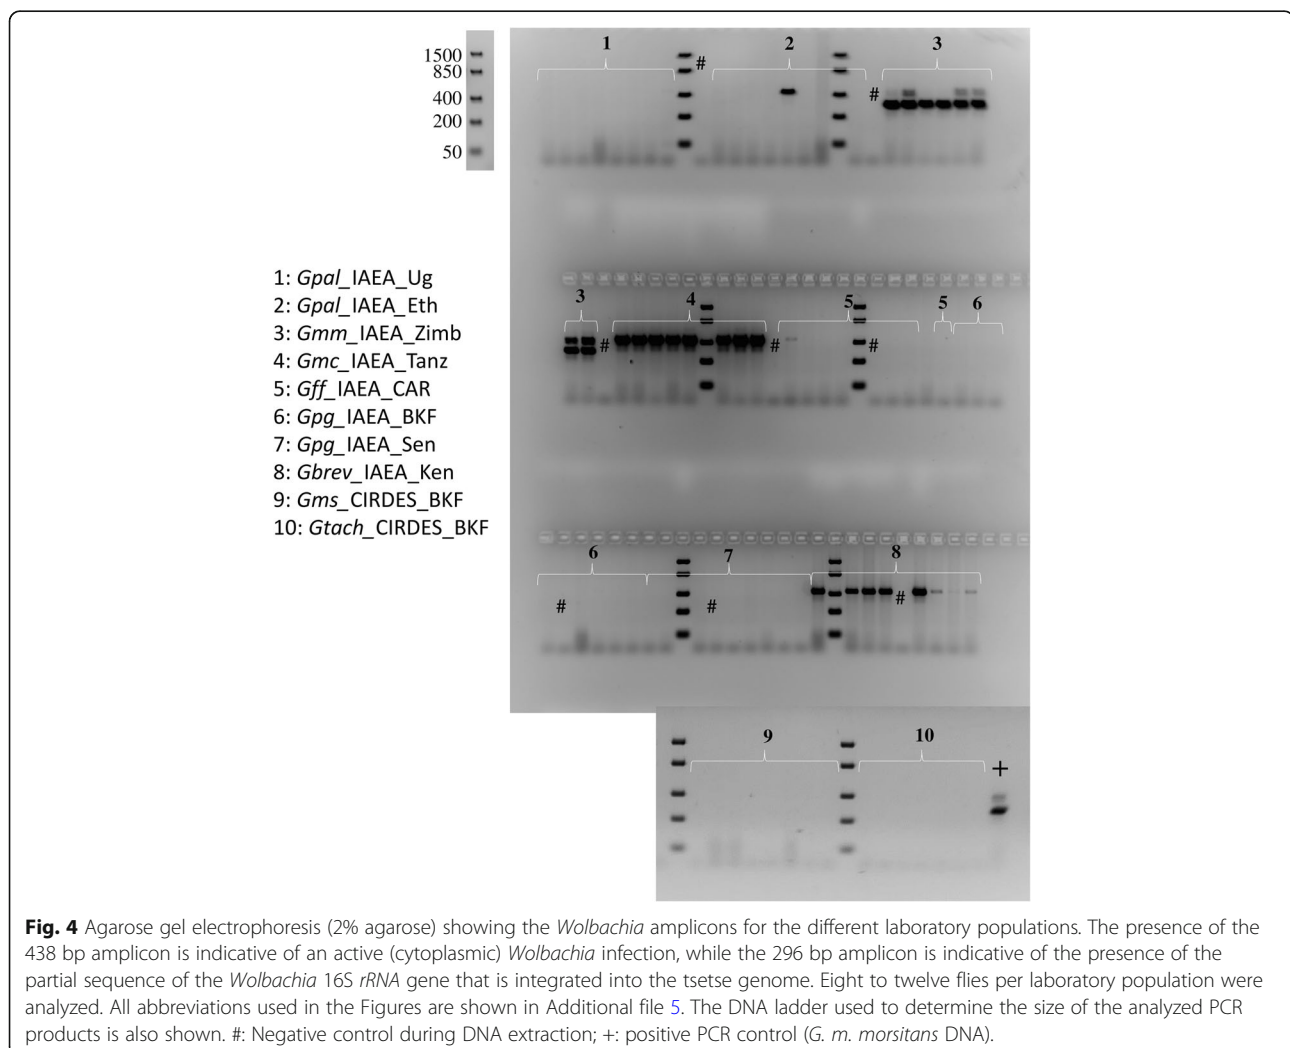 1500
850
400
200
50
1
#
2
#
3
1: Gpal_IAEA_Ug
2: Gpal_IAEA_Eth
3: Gmm_IAEA_Zimb
4: Gmc_IAEA_Tanz
5: Gff_IAEA_CAR
6: Gpg_IAEA_BKF
7: Gpg_IAEA_Sen
8: Gbrev_IAEA_Ken
9: Gms_CIRDES_BKF
10: Gtach_CIRDES_BKF
3 4 5 5 6
# # #
6 7 8
# # #
9 10
+
Fig. 4 Agarose gel electrophoresis (2% agarose) showing the Wolbachia amplicons for the different laboratory populations. The presence of the
438 bp amplicon is indicative of an active (cytoplasmic) Wolbachia infection, while the 296 bp amplicon is indicative of the presence of the
partial sequence of the Wolbachia 16S rRNA gene that is integrated into the tsetse genome. Eight to twelve flies per laboratory population were
analyzed. All abbreviations used in the Figures are shown in Additional file 5. The DNA ladder used to determine the size of the analyzed PCR
products is also shown. #: Negative control during DNA extraction; +: positive PCR control (G. m. morsitans DNA).